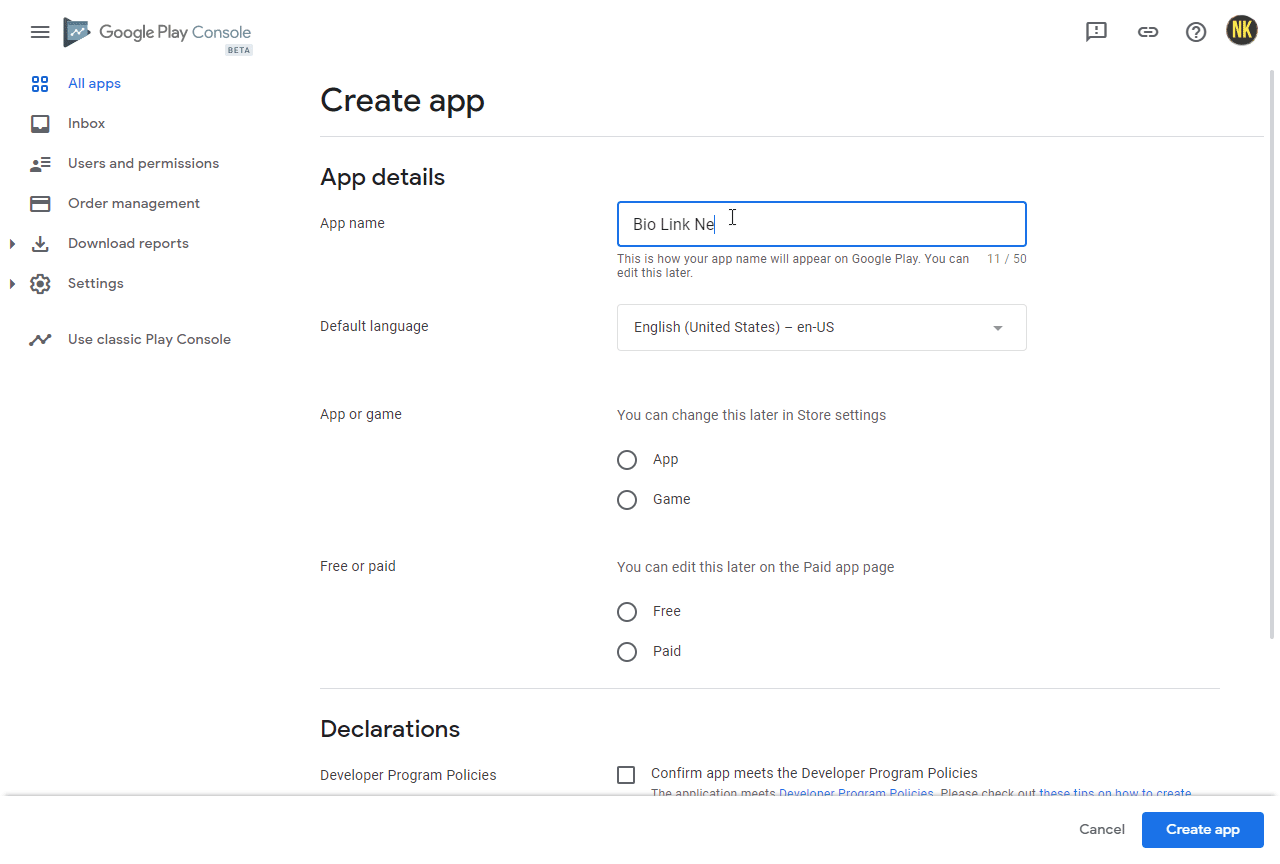 Google Play Console
BETA
NK
All apps
Inbox
Users and permissions
Order management
Download reports
Settings
Use classic Play Console
Create app
App details
App name
Bio Link Ne
This is how your app name will appear on Google Play. You can
edit this later.
11 / 50
Default language
English (United States) – en-US
App or game
You can change this later in Store settings
App
Game
Free or paid
You can edit this later on the Paid app page
Free
Paid
Declarations
Developer Program Policies
Confirm app meets the Developer Program Policies
The application meets Developer Program Policies. Please check out these tips on how to create
Cancel
Create app